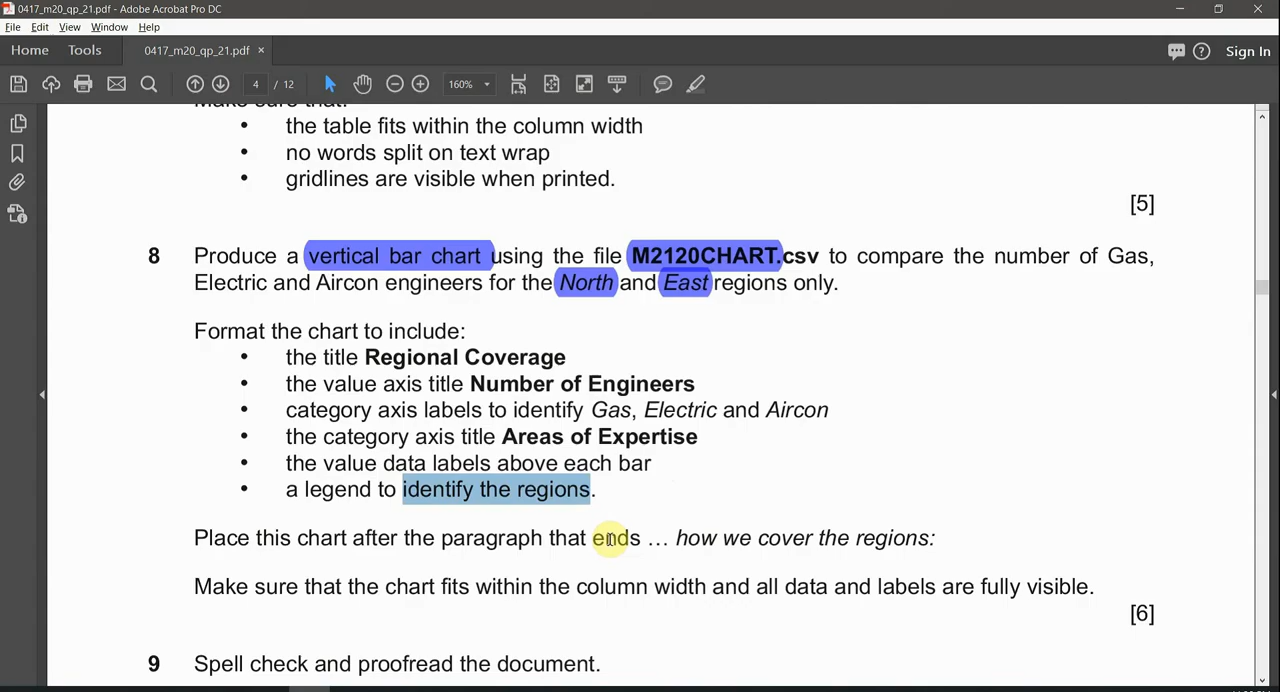 0417_m20_qp_21.pdf - Adobe Acrobat Pro DC
File Edit View Window Help
Home Tools 0417_m20_qp_21.pdf × Sign In
4 / 12 160%
Make sure that:
• the table fits within the column width
• no words split on text wrap
• gridlines are visible when printed.
[5]
8 Produce a vertical bar chart using the file M2120CHART.csv to compare the number of Gas,
Electric and Aircon engineers for the North and East regions only.
Format the chart to include:
• the title Regional Coverage
• the value axis title Number of Engineers
• category axis labels to identify Gas, Electric and Aircon
• the category axis title Areas of Expertise
• the value data labels above each bar
• a legend to identify the regions.
Place this chart after the paragraph that ends … how we cover the regions:
Make sure that the chart fits within the column width and all data and labels are fully visible.
[6]
9 Spell check and proofread the document.